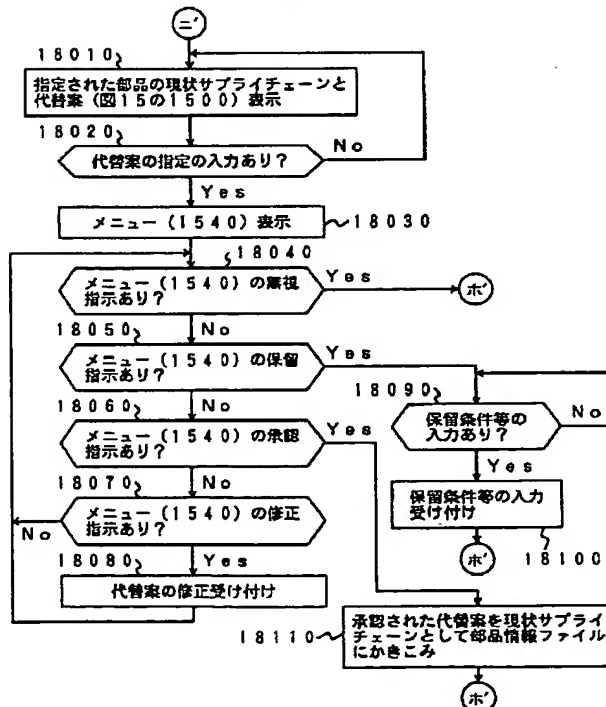 ニ'
18010
指定された部品の現状サプライチェーンと
代替案(図15の1500)表示
18020
代替案の指定の入力あり?
No
Yes
メニュー(1540)表示
18030
18040
メニュー(1540)の無視
指示あり?
Yes
ホ'
No
18050
メニュー(1540)の保留
指示あり?
Yes
18090
保留条件等の
入力あり?
No
No
18060
メニュー(1540)の承認
指示あり?
Yes
Yes
保留条件等の入力
受け付け
No
18070
メニュー(1540)の修正
指示あり?
No
ホ'
18100
Yes
18080
代替案の修正受け付け
18110
承認された代替案を現状サプライ
チェーンとして部品情報ファイル
にかきこみ
ホ'